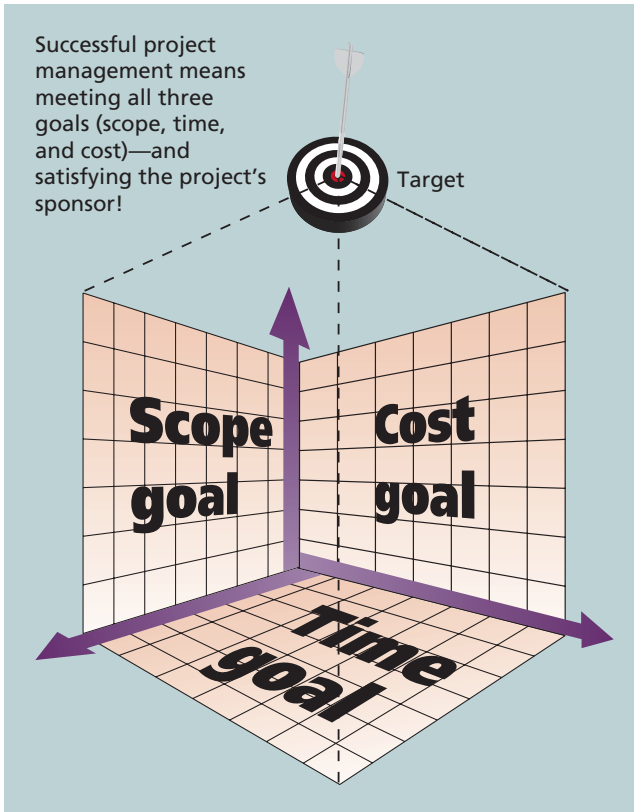 Successful project
management means
meeting all three
goals (scope, time,
and cost)—and
satisfying the project's
sponsor!
Target
Scope
goal
Cost
goal
Time
goal